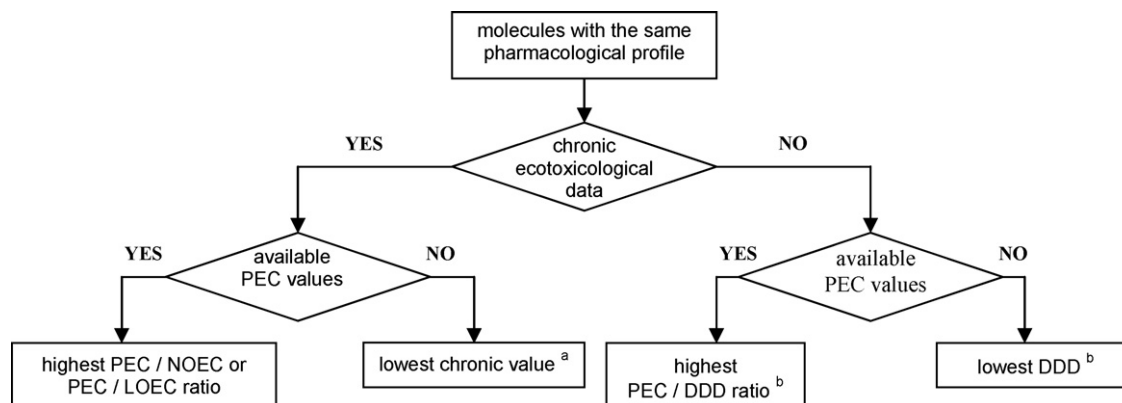 molecules with the same
pharmacological profile
YES
NO
chronic
ecotoxicological
data
YES
available
PEC values
NO
YES
available
PEC values
NO
highest PEC / NOEC or
PEC / LOEC ratio
lowest chronic value a
highest
PEC / DDD ratio b
lowest DDD b